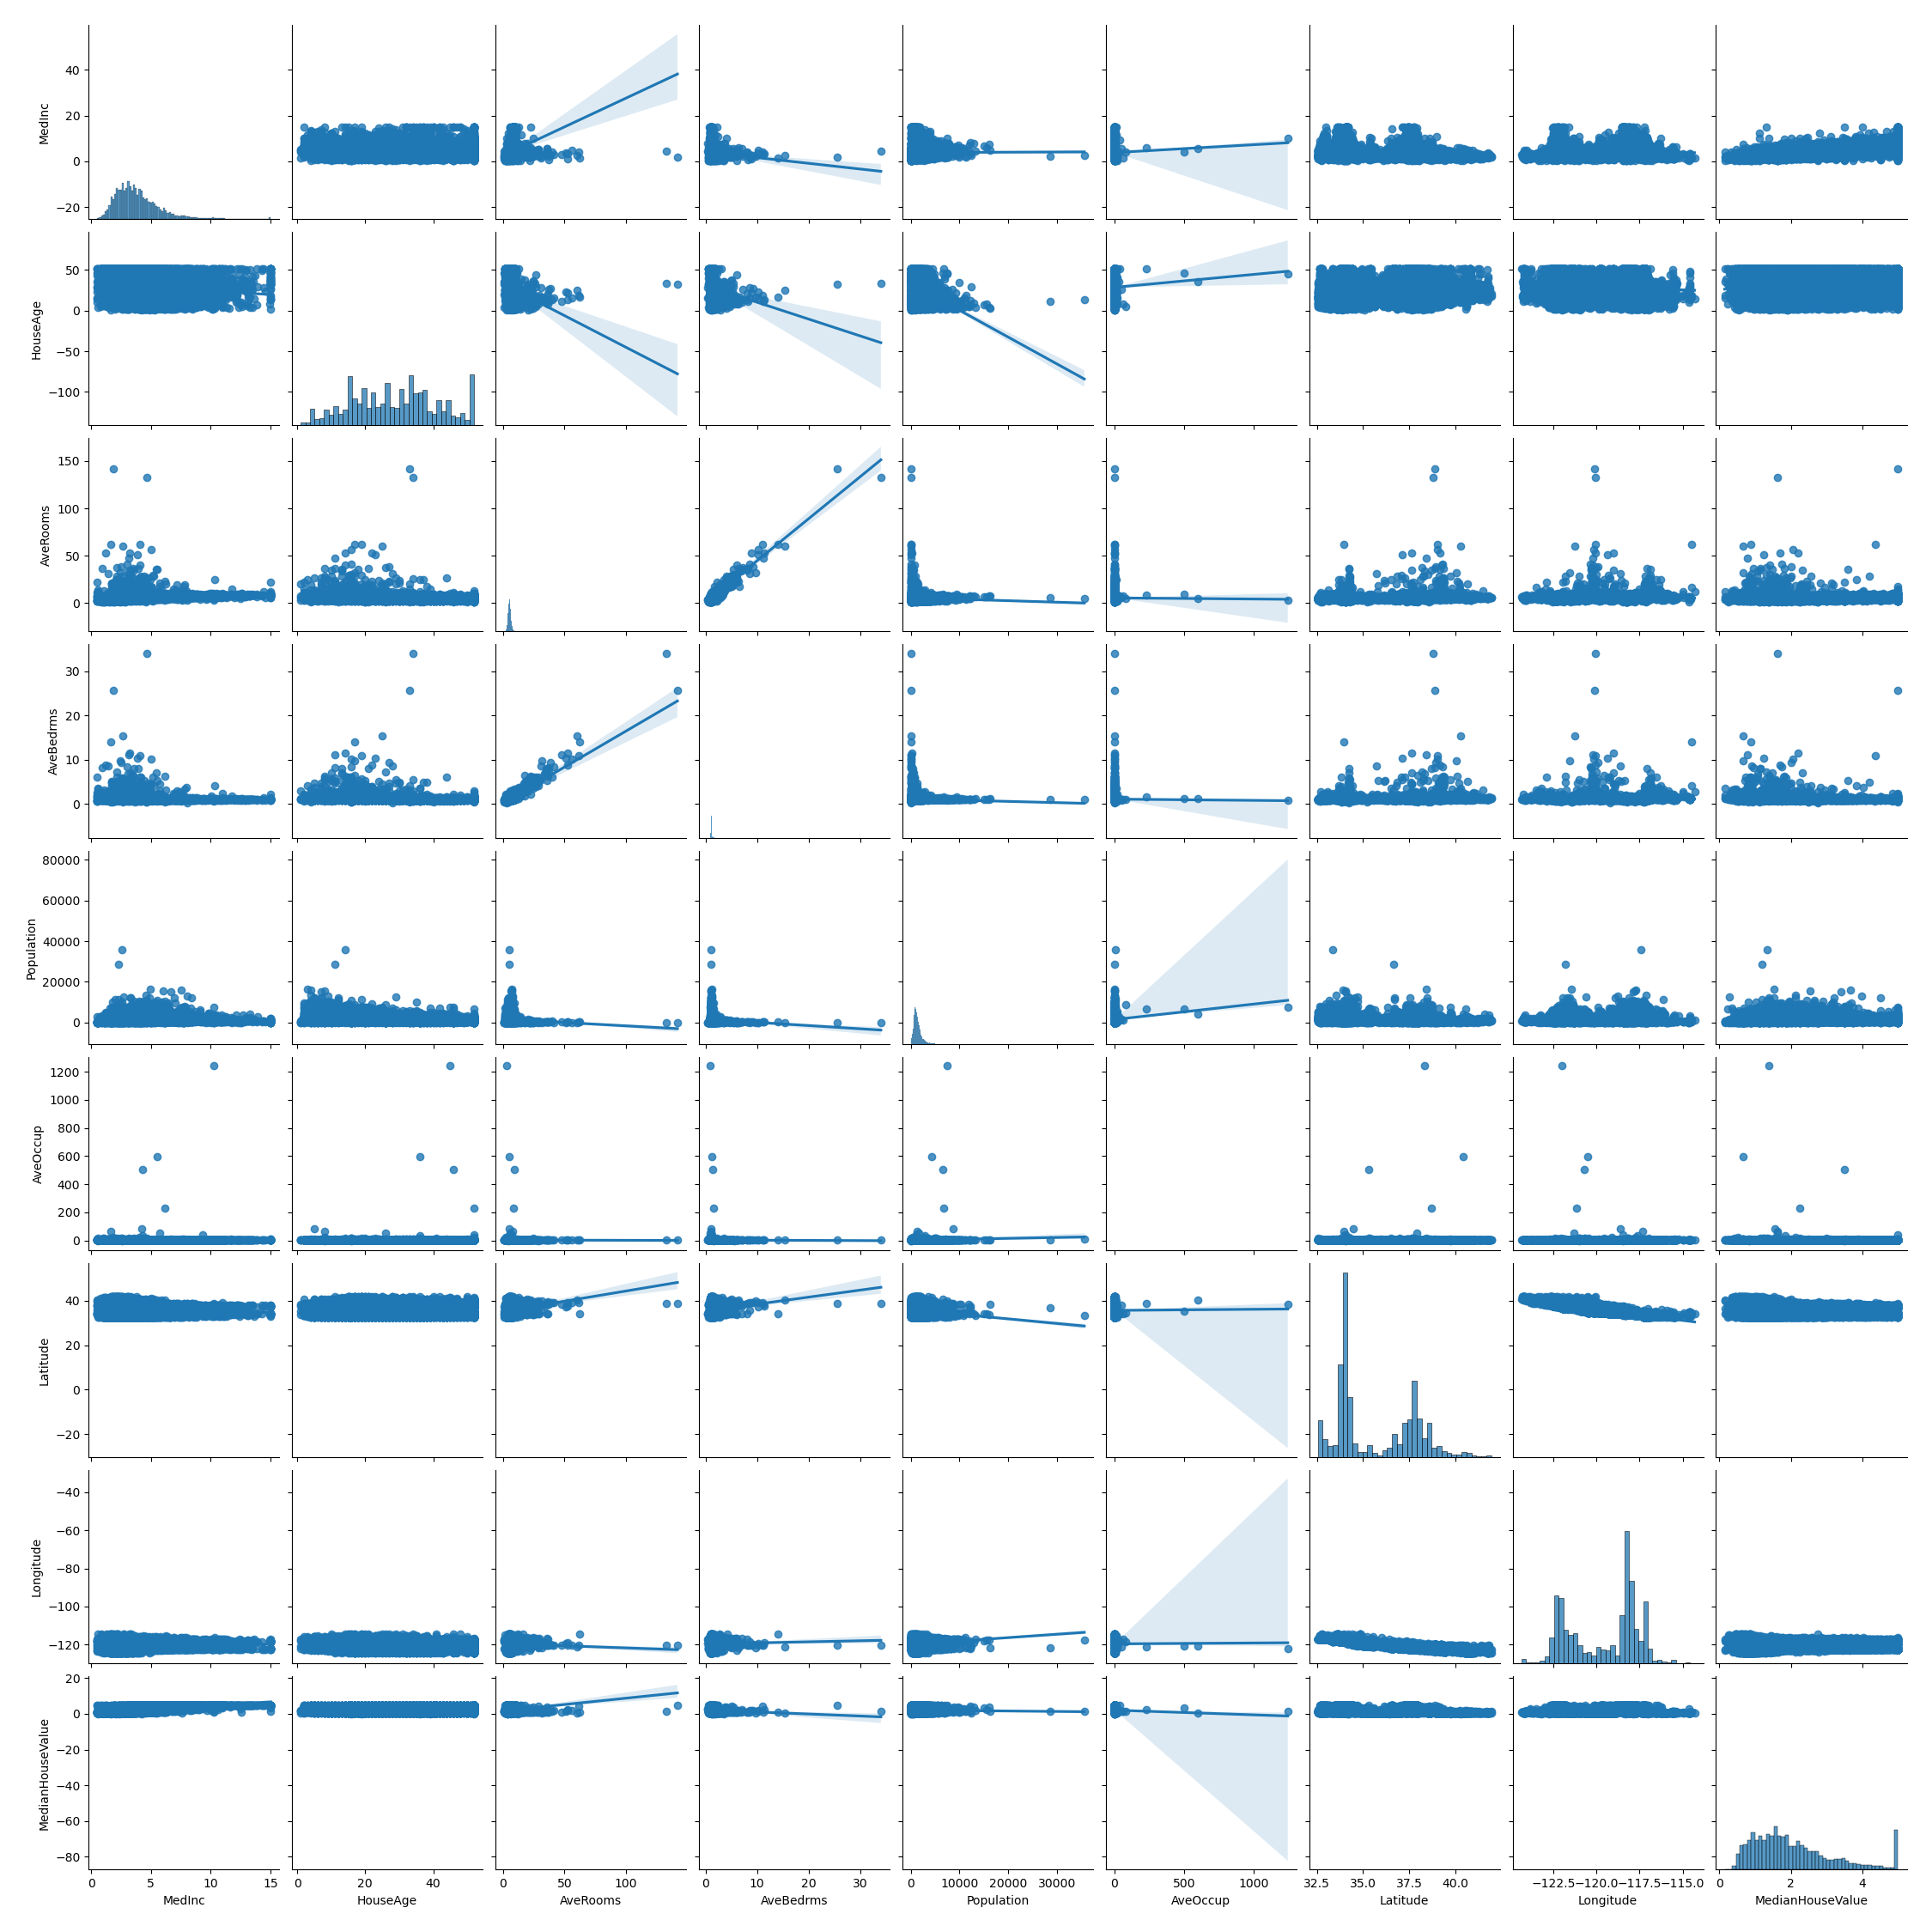 MedInc
40
20
0
−20
HouseAge
50
0
−50
−100
AveRooms
150
100
50
0
AveBedrms
30
20
10
0
Population
80000
60000
40000
20000
0
AveOccup
1200
1000
800
600
400
200
0
Latitude
40
20
0
−20
Longitude
−40
−60
−80
−100
−120
MedianHouseValue
20
0
−20
−40
−60
−80
0 5 10 15
0 20 40
0 50 100
0 10 20 30
0 10000 20000 30000
0 500 1000
32.5 35.0 37.5 40.0
−122.5 −120.0 −117.5 −115.0
0 2 4
MedInc
HouseAge
AveRooms
AveBedrms
Population
AveOccup
Latitude
Longitude
MedianHouseValue